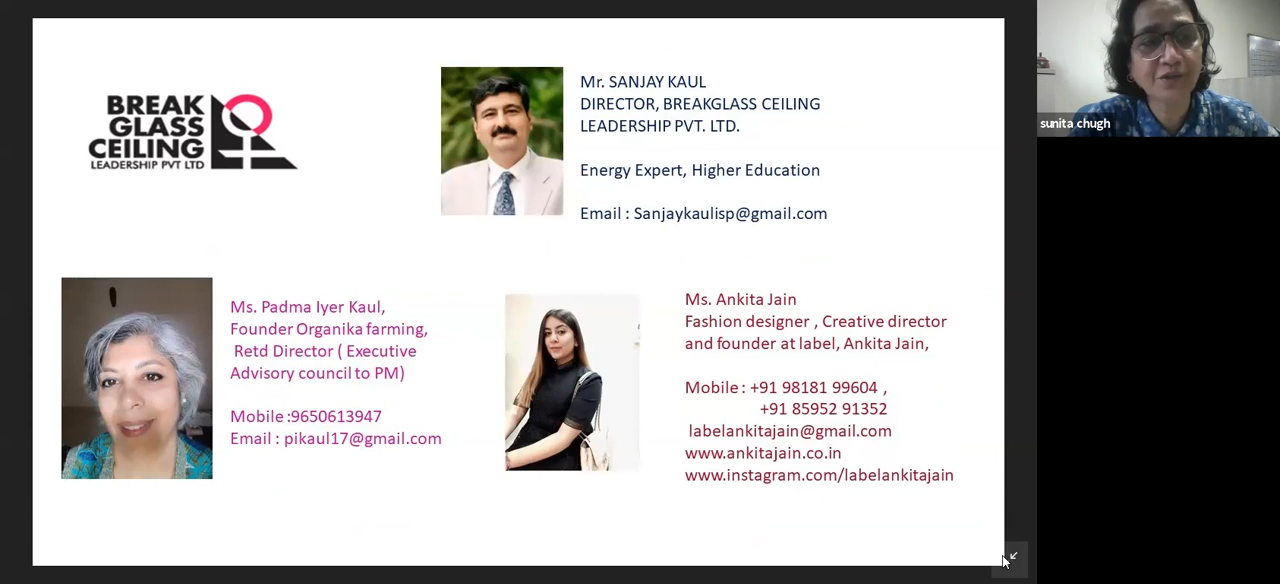 BREAK
GLASS
CEILING
LEADERSHIP PVT LTD
Mr. SANJAY KAUL
DIRECTOR, BREAKGLASS CEILING
LEADERSHIP PVT. LTD.
Energy Expert, Higher Education
Email : Sanjaykaulisp@gmail.com
sunita chugh
Ms. Padma Iyer Kaul,
Founder Organika farming,
Retd Director ( Executive
Advisory council to PM)
Mobile :9650613947
Email : pikaul17@gmail.com
Ms. Ankita Jain
Fashion designer , Creative director
and founder at label, Ankita Jain,
Mobile : +91 98181 99604 ,
+91 85952 91352
labelankitajain@gmail.com
www.ankitajain.co.in
www.instagram.com/labelankitajain